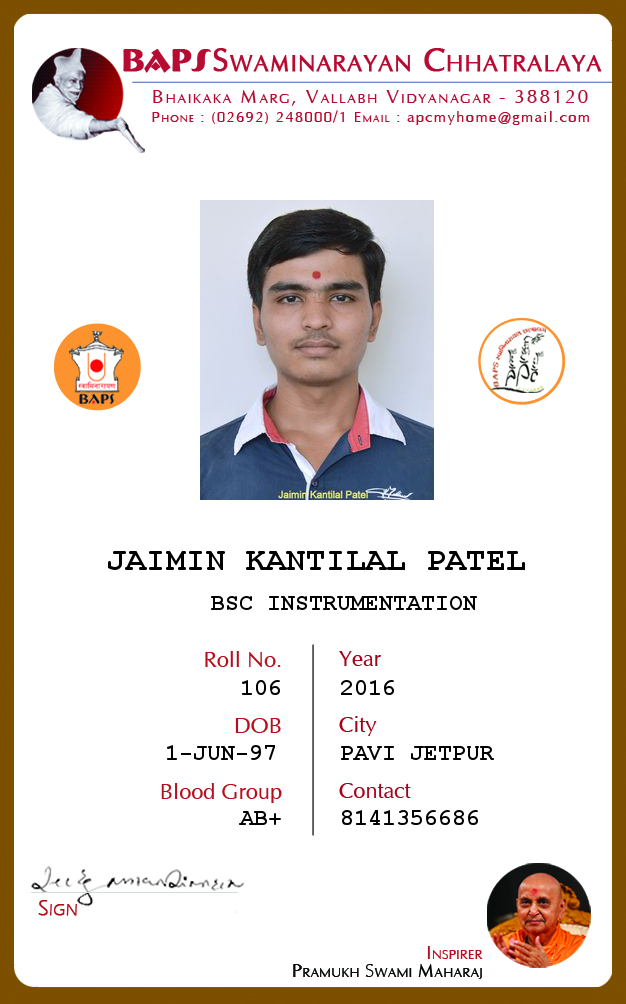 BAPS SWAMINARAYAN CHHATRALAYA
BHAIKAKA MARG, VALLABH VIDYANAGAR - 388120
PHONE : (02692) 248000/1 EMAIL : apcmyhome@gmail.com
स्वामिनारायण
BAPS
Jaimin Kantilal Patel
JAIMIN KANTILAL PATEL
BSC INSTRUMENTATION
Roll No.
106
Year
2016
DOB
1-JUN-97
City
PAVI JETPUR
Blood Group
AB+
Contact
8141356686
SIGN
INSPIRER
PRAMUKH SWAMI MAHARAJ